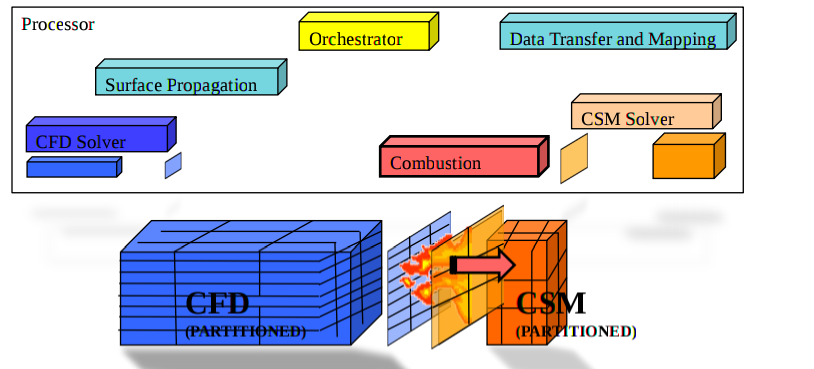 Processor
Orchestrator
Data Transfer and Mapping
Surface Propagation
CSM Solver
CFD Solver
Combustion
CFD
(PARTITIONED)
CSM
(PARTITIONED)